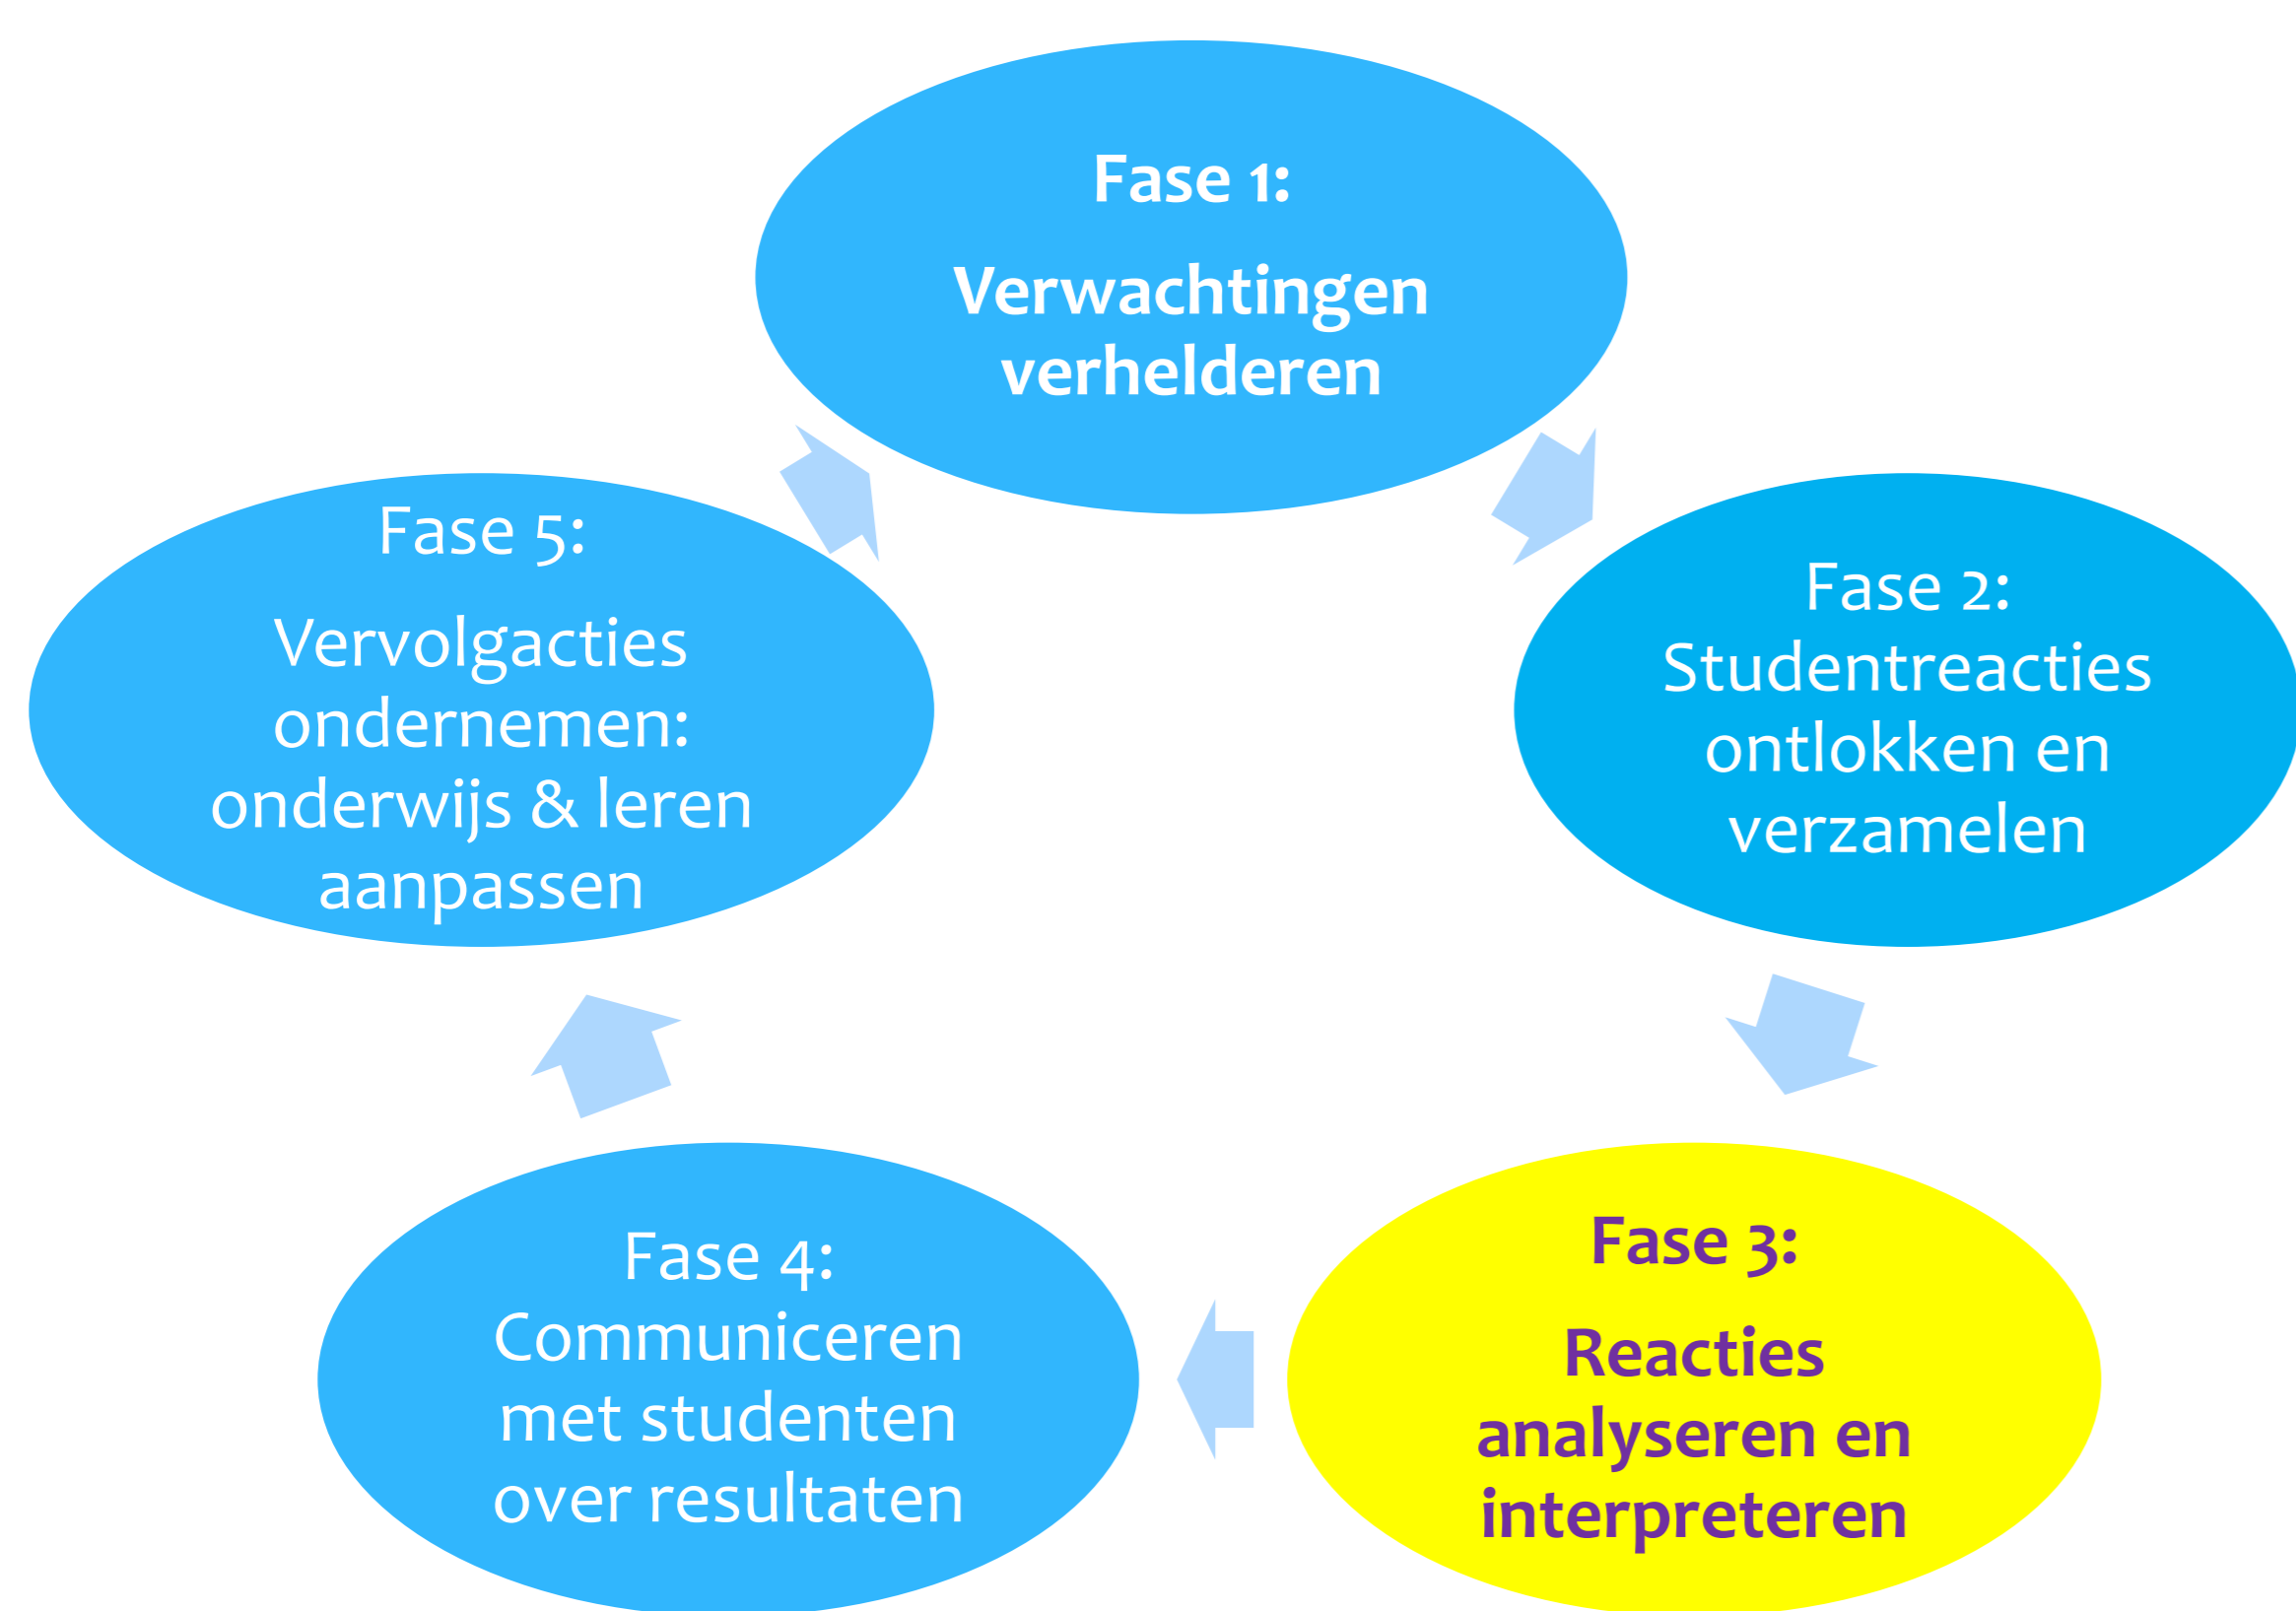 Fase 1:
Verwachtingen
verhelderen
Fase 2:
Studentreacties
ontlokken en
verzamelen
Fase 3:
Reacties
analyseren en
interpreteren
Fase 4:
Communiceren
met studenten
over resultaten
Fase 5:
Vervolgacties
ondernemen:
onderwijs & leren
aanpassen